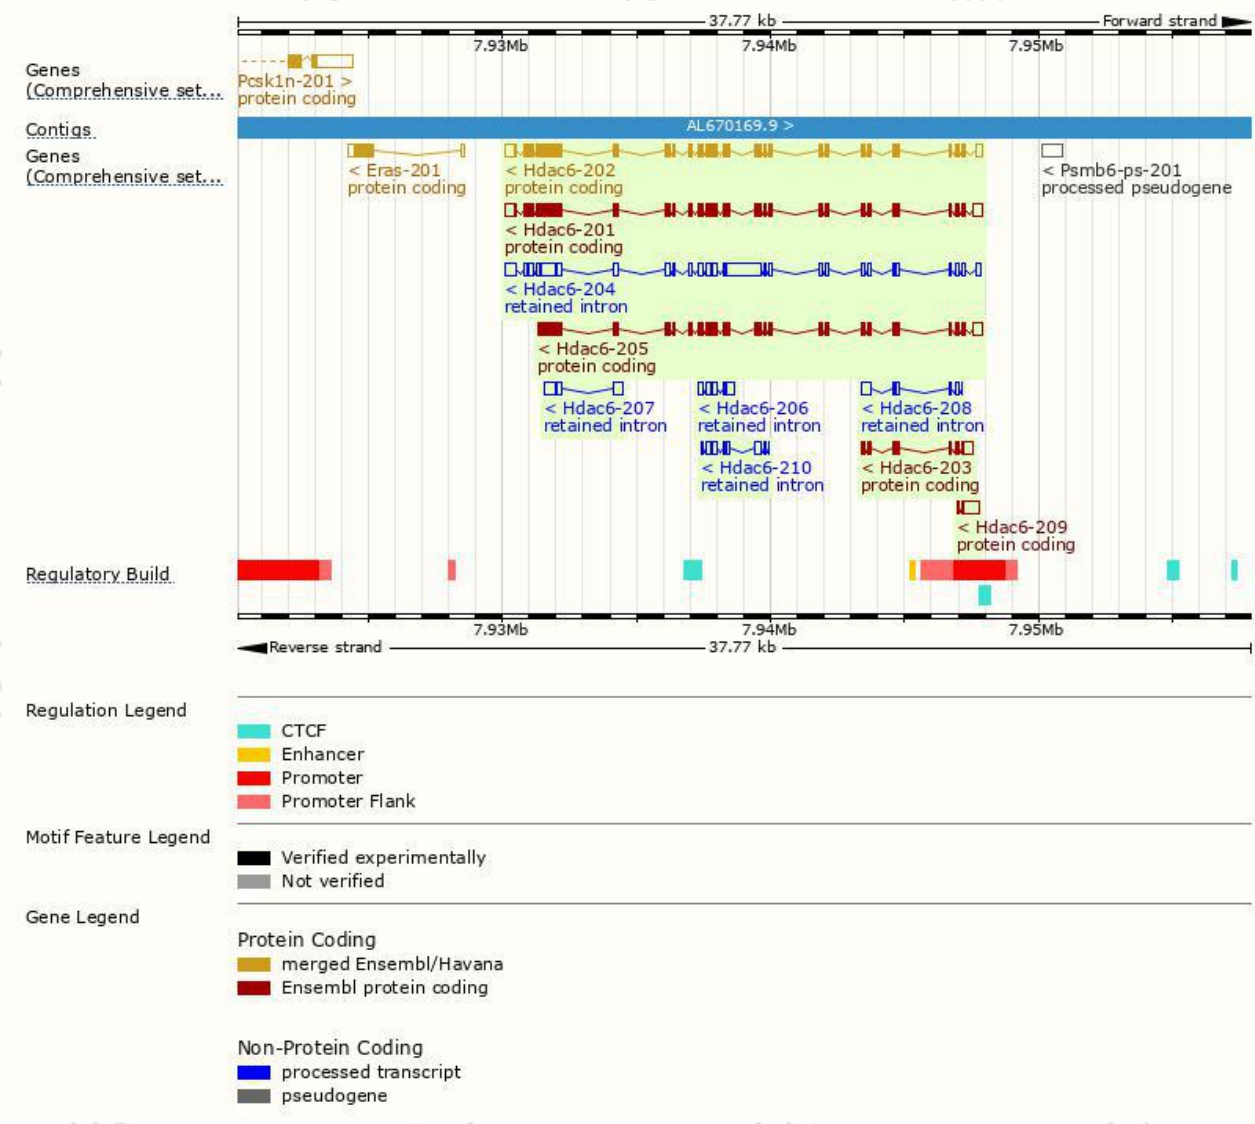 37.77 kb Forward strand
7.93Mb 7.94Mb 7.95Mb
Genes
(Comprehensive set...
Pcsk1n-201 >
protein coding
Contigs
AL670169.9 >
Genes
(Comprehensive set...
< Eras-201
protein coding
< Hdac6-202
protein coding
< Psmb6-ps-201
processed pseudogene
< Hdac6-201
protein coding
< Hdac6-204
retained intron
< Hdac6-205
protein coding
< Hdac6-207
retained intron
< Hdac6-206
retained intron
< Hdac6-208
retained intron
< Hdac6-210
retained intron
< Hdac6-203
protein coding
< Hdac6-209
protein coding
Regulatory Build
7.93Mb 7.94Mb 7.95Mb
Reverse strand 37.77 kb
Regulation Legend
CTCF
Enhancer
Promoter
Promoter Flank
Motif Feature Legend
Verified experimentally
Not verified
Gene Legend
Protein Coding
merged Ensembl/Havana
Ensembl protein coding
Non-Protein Coding
processed transcript
pseudogene